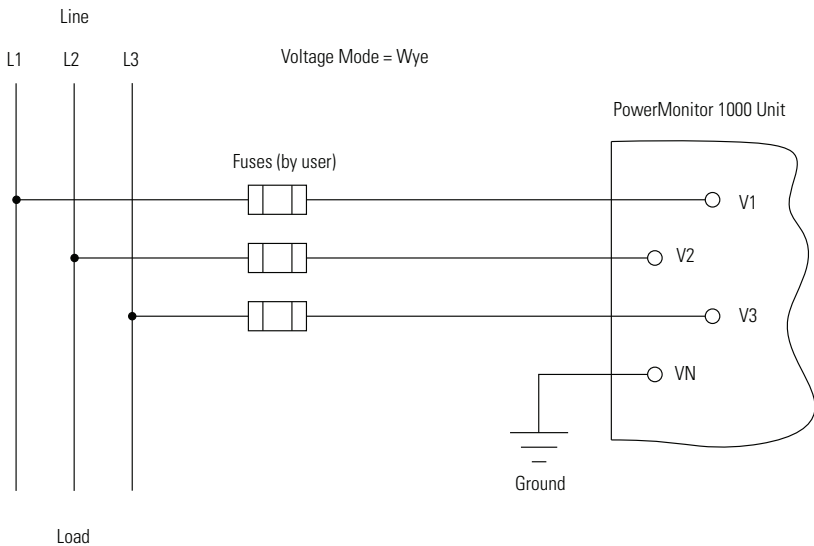 Line
L1
L2
L3
Voltage Mode = Wye
PowerMonitor 1000 Unit
Fuses (by user)
V1
V2
V3
VN
Ground
Load